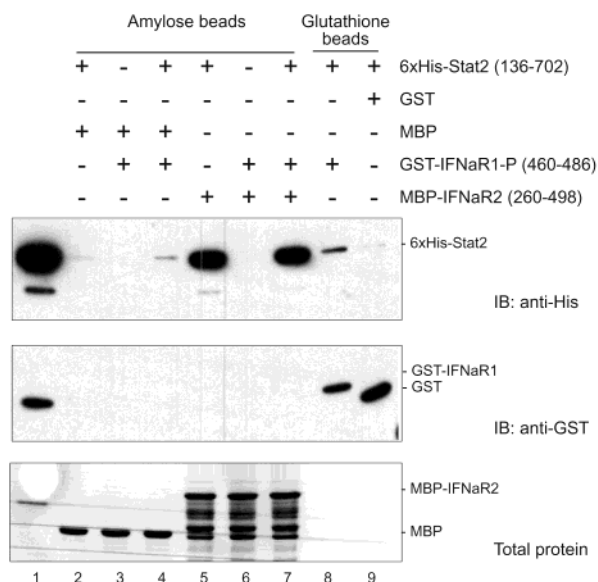 Amylose beads
Glutathione
beads
+ - + + - + + + 6xHis-Stat2 (136-702)
- - - - - - - + GST
+ + + - - - - - MBP
- + + - + + + - GST-IFNaR1-P (460-486)
- - - + + + - - MBP-IFNaR2 (260-498)
6xHis-Stat2
IB: anti-His
GST-IFNaR1
GST
IB: anti-GST
MBP-IFNaR2
MBP
Total protein
1 2 3 4 5 6 7 8 9